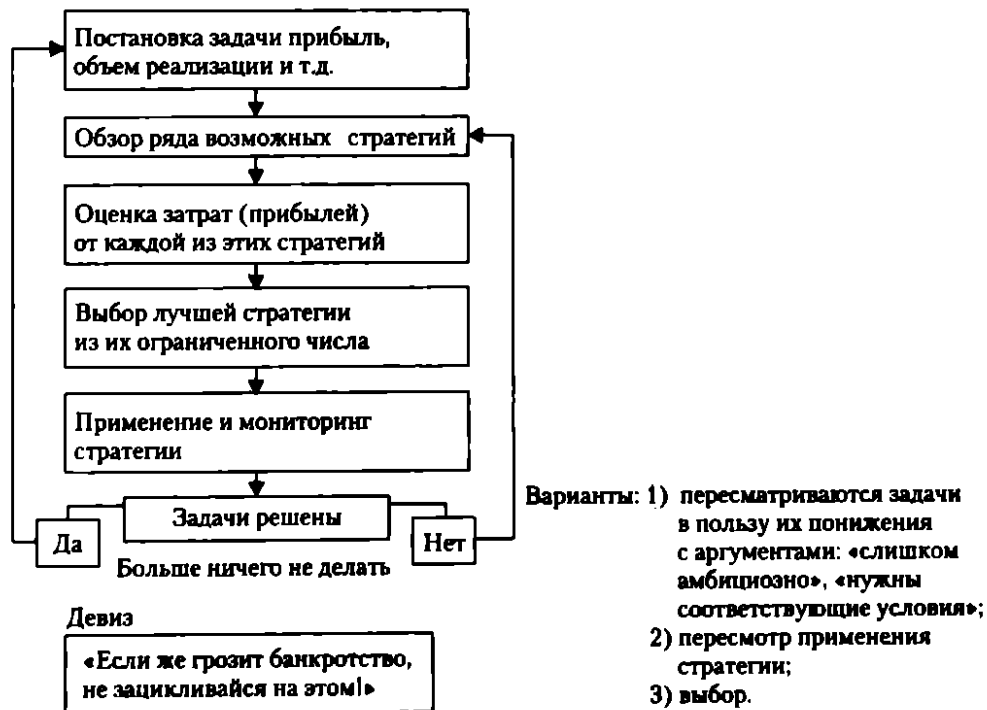 Постановка задачи прибыль,
объем реализации и т.д.
Обзор ряда возможных стратегий
Оценка затрат (прибылей)
от каждой из этих стратегий
Выбор лучшей стратегии
из их ограниченного числа
Применение и мониторинг
стратегии
Задачи решены
Да
Нет
Больше ничего не делать
Девиз
«Если же грозит банкротство,
не зацикливайся на этом!»
Варианты: 1) пересматриваются задачи
в пользу их понижения
с аргументами: «слишком
амбициозно», «нужны
соответствующие условия»;
2) пересмотр применения
стратегии;
3) выбор.